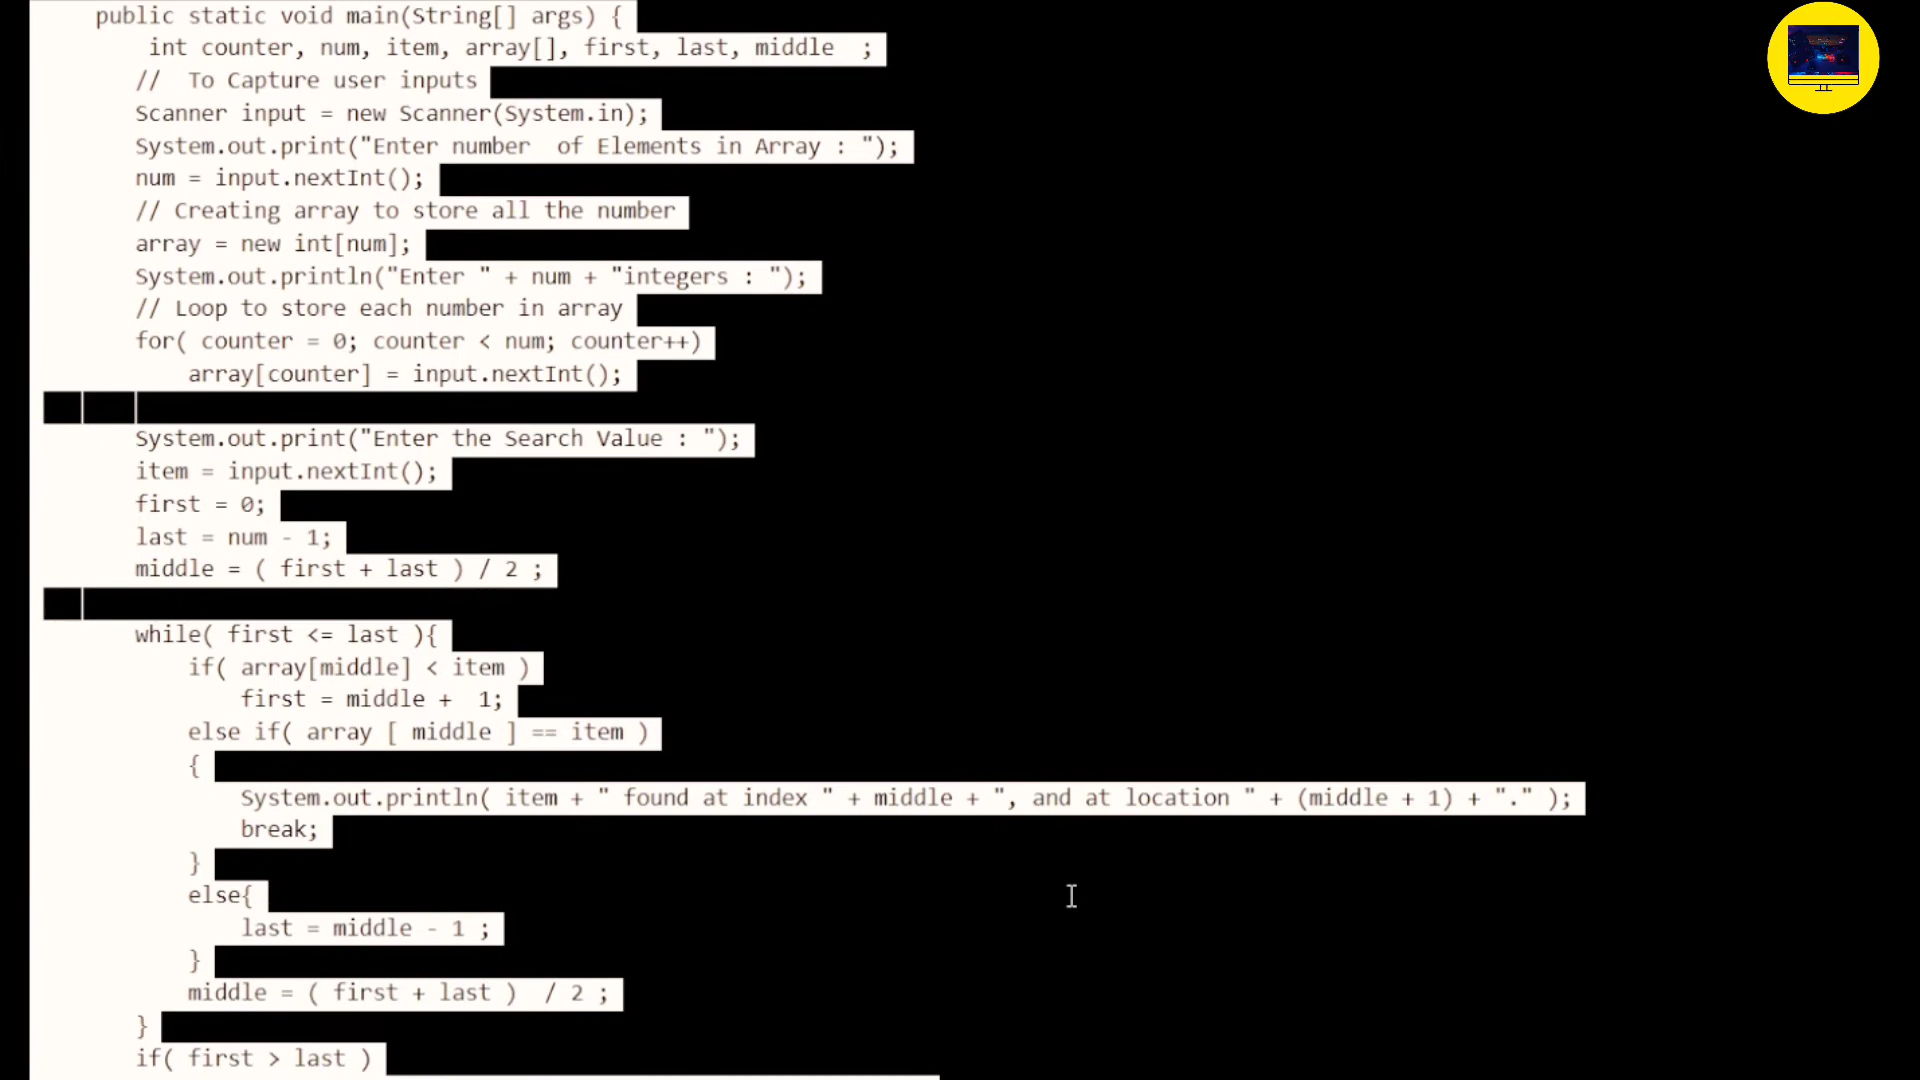 public static void main(String[] args) {
int counter, num, item, array[], first, last, middle  ;
//  To Capture user inputs
Scanner input = new Scanner(System.in);
System.out.print("Enter number  of Elements in Array : ");
num = input.nextInt();
// Creating array to store all the number
array = new int[num];
System.out.println("Enter " + num + "integers : ");
// Loop to store each number in array
for( counter = 0; counter < num; counter++)
array[counter] = input.nextInt();
System.out.print("Enter the Search Value : ");
item = input.nextInt();
first = 0;
last = num - 1;
middle = ( first + last ) / 2 ;
while( first <= last ){
if( array[middle] < item )
first = middle +  1;
else if( array [ middle ] == item )
{
System.out.println( item + " found at index " + middle + ", and at location " + (middle + 1) + "." );
break;
}
else{
last = middle - 1 ;
}
middle = ( first + last )  / 2 ;
}
if( first > last )